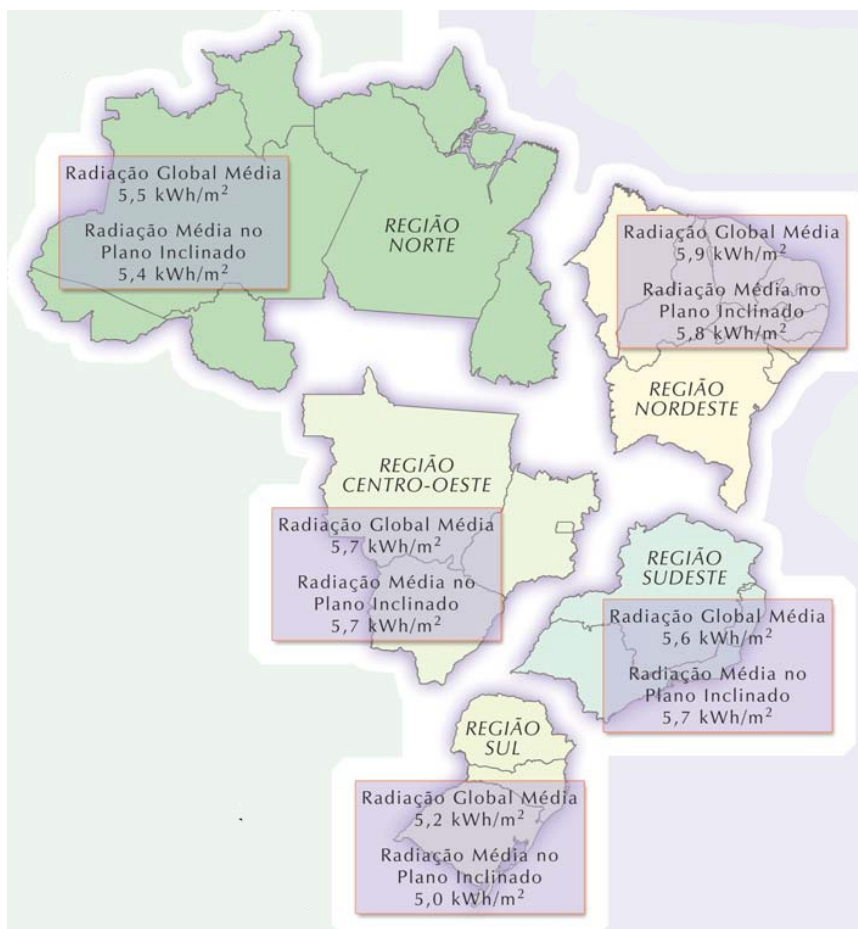 Radiação Global Média
5,5 kWh/m²
Radiação Média no
Plano Inclinado
5,4 kWh/m²
REGIÃO
NORTE
Radiação Global Média
5,9 kWh/m²
Radiação Média no
Plano Inclinado
5,8 kWh/m²
REGIÃO
NORDESTE
REGIÃO
CENTRO-OESTE
Radiação Global Média
5,7 kWh/m²
Radiação Média no
Plano Inclinado
5,7 kWh/m²
REGIÃO
SUDESTE
Radiação Global Média
5,6 kWh/m²
Radiação Média no
Plano Inclinado
5,7 kWh/m²
REGIÃO
SUL
Radiação Global Média
5,2 kWh/m²
Radiação Média no
Plano Inclinado
5,0 kWh/m²